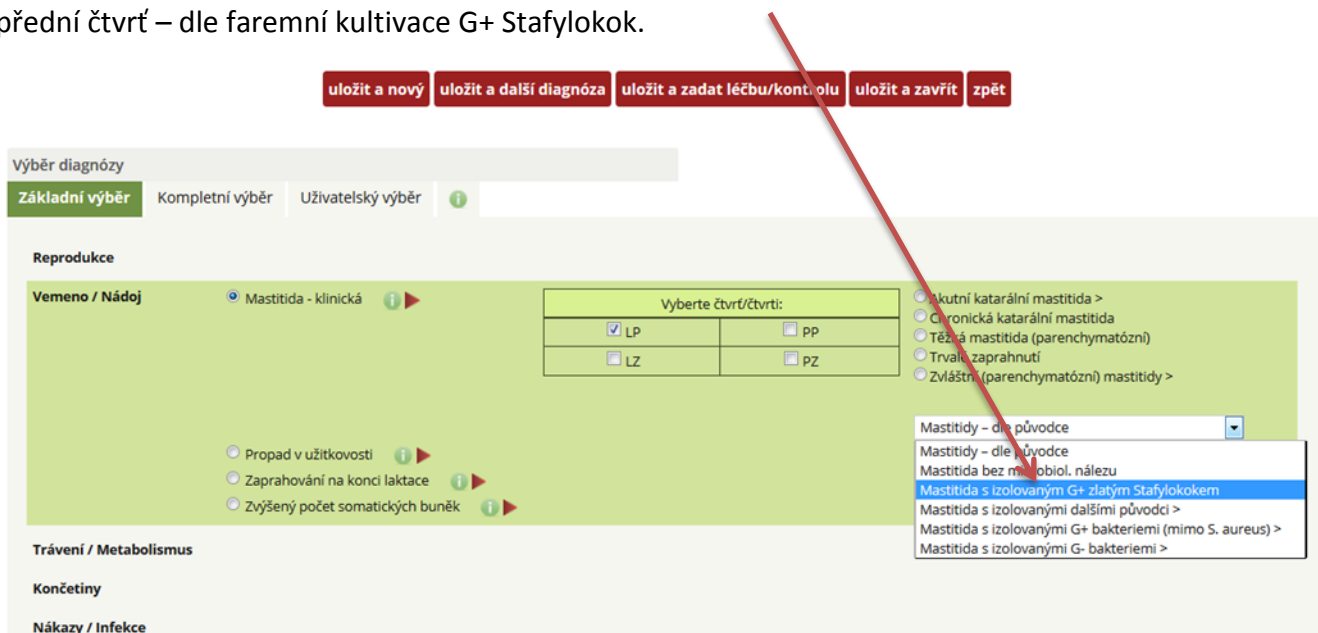 přední čtvrť – dle faremní kultivace G+ Stafylokok.
uložit a nový uložit a další diagnóza uložit a zadat léčbu/kontrolu uložit a zavřít zpět
Výběr diagnózy
Základní výběr Kompletní výběr Uživatelský výběr
Reprodukce
Vemeno / Nádoj
Mastitida - klinická
Vyberte čtvrť/čtvrti:
LP PP
LZ PZ
Akutní katarální mastitida >
Chronická katarální mastitida
Těžká mastitida (parenchymatózní)
Trvalé zaprahnutí
Zvláštní (parenchymatózní) mastitidy >
Mastitidy – dle původce
Mastitidy – dle původce
Mastitida bez mikrobiol. nálezu
Mastitida s izolovaným G+ zlatým Stafylokokem
Mastitida s izolovanými dalšími původci >
Mastitida s izolovanými G+ bakteriemi (mimo S. aureus) >
Mastitida s izolovanými G- bakteriemi >
Propad v užitkovosti
Zaprahování na konci laktace
Zvýšený počet somatických buněk
Trávení / Metabolismus
Končetiny
Nákazy / Infekce